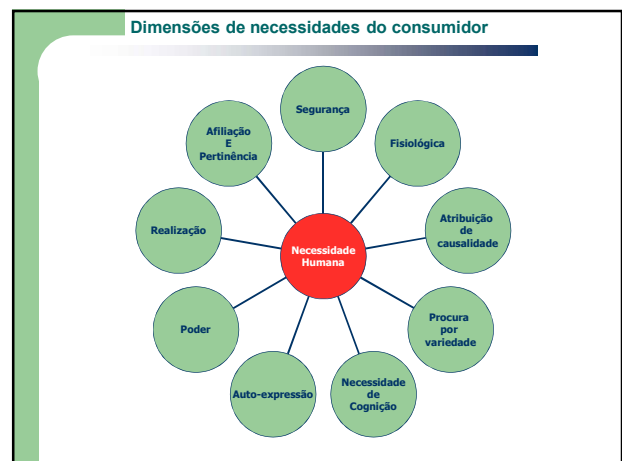 Dimensões de necessidades do consumidor
Segurança
Fisiológica
Atribuição
de
causalidade
Procura
por
variedade
Necessidade
de
Cognição
Auto-expressão
Poder
Realização
Afiliação
E
Pertinência
Necessidade
Humana